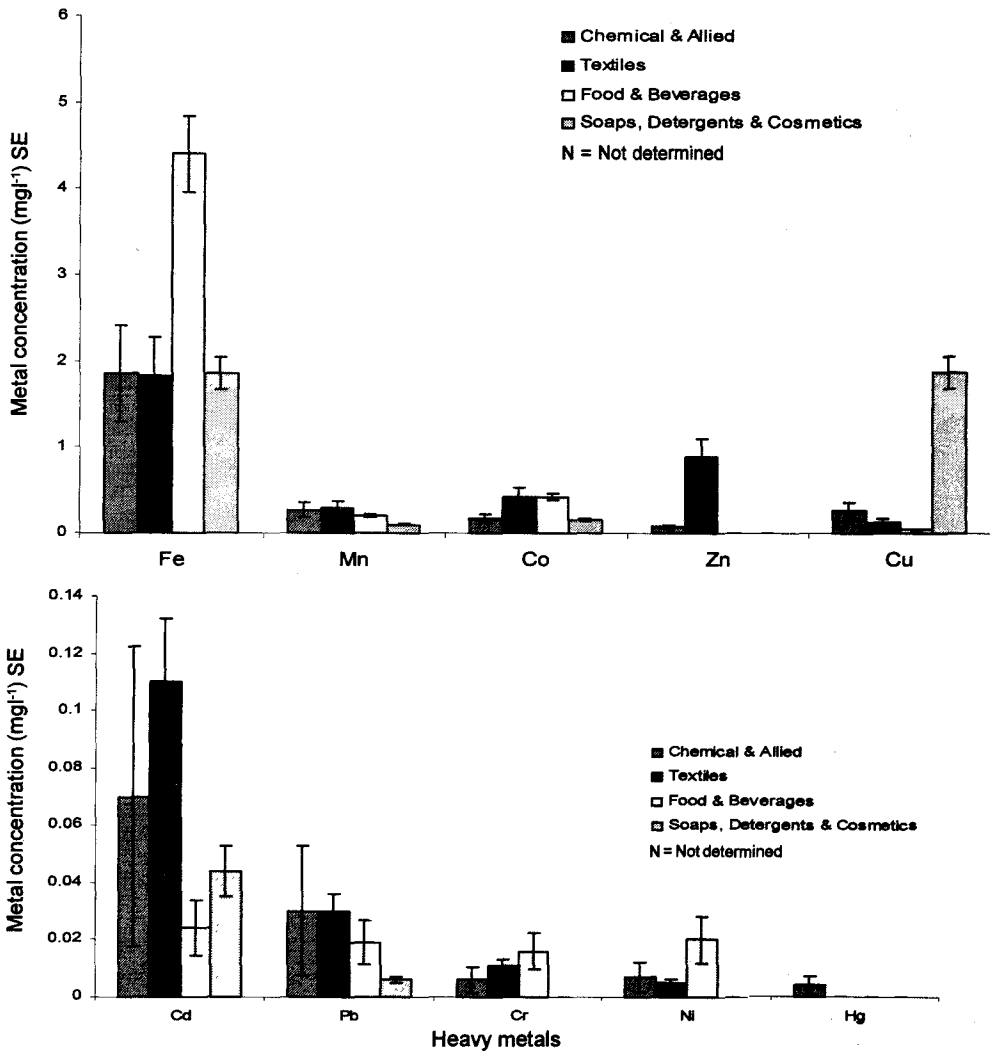 6
Chemical & Allied
Textiles
5
Food & Beverages
Soaps, Detergents & Cosmetics
N = Not determined
4
3
2
1
0
Metal concentration (mgl-1) SE
Fe Mn Co Zn Cu
0.14
0.12
0.1
0.08
0.06
0.04
0.02
0
Metal concentration (mgl-1) SE
Chemical & Allied
Textiles
Food & Beverages
Soaps, Detergents & Cosmetics
N = Not determined
Cd Pb Cr Ni Hg
Heavy metals